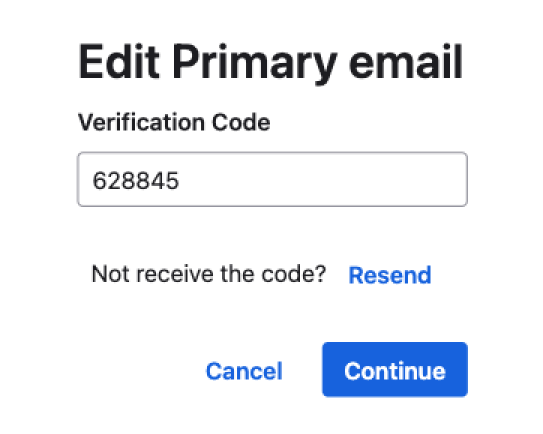 Edit Primary email
Verification Code
628845
Not receive the code? Resend
Cancel Continue